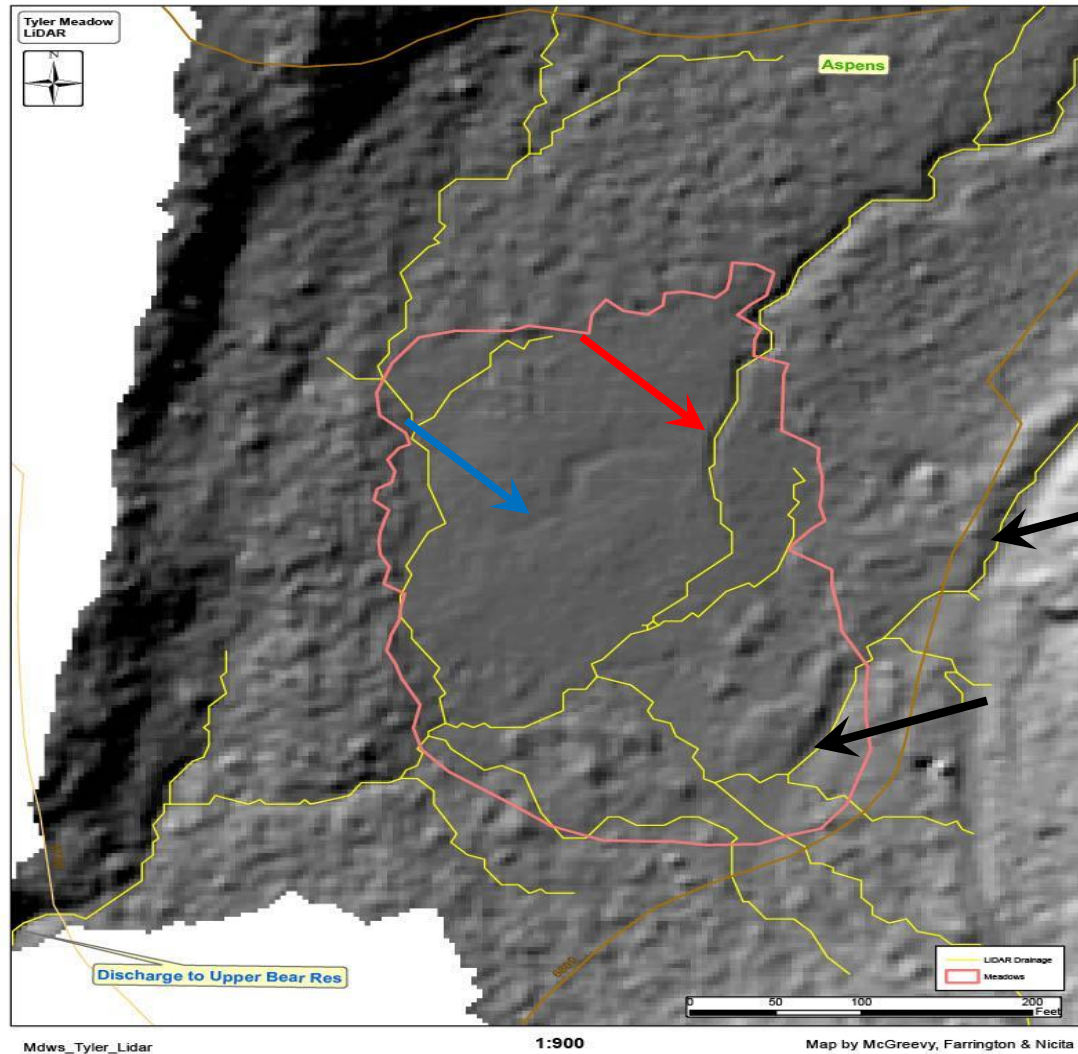 Tyler Meadow
LiDAR
N
Aspens
Discharge to Upper Bear Res
LiDAR Drainage
Meadows
0 50 100 200
Feet
Mdws_Tyler_Lidar
1:900
Map by McGreevy, Farrington & Nicita